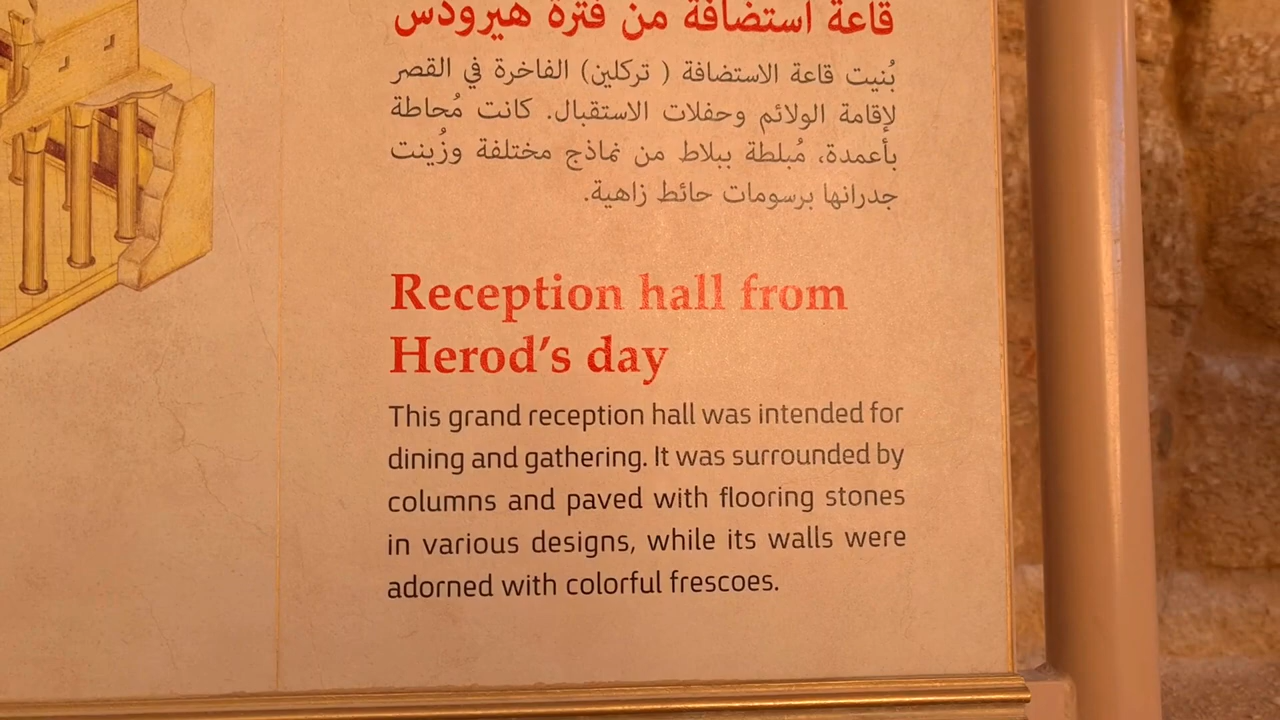 قاعة استضافة من فترة هيرودس
بُنيت قاعة الاستضافة ( تركلين) الفاخرة في القصر
لإقامة الولائم وحفلات الاستقبال. كانت مُحاطة
بأعمدة، مُبلطة ببلاط من نماذج مختلفة وزُينت
جدرانها برسومات حائط زاهية.
Reception hall from
Herod's day
This grand reception hall was intended for
dining and gathering. It was surrounded by
columns and paved with flooring stones
in various designs, while its walls were
adorned with colorful frescoes.